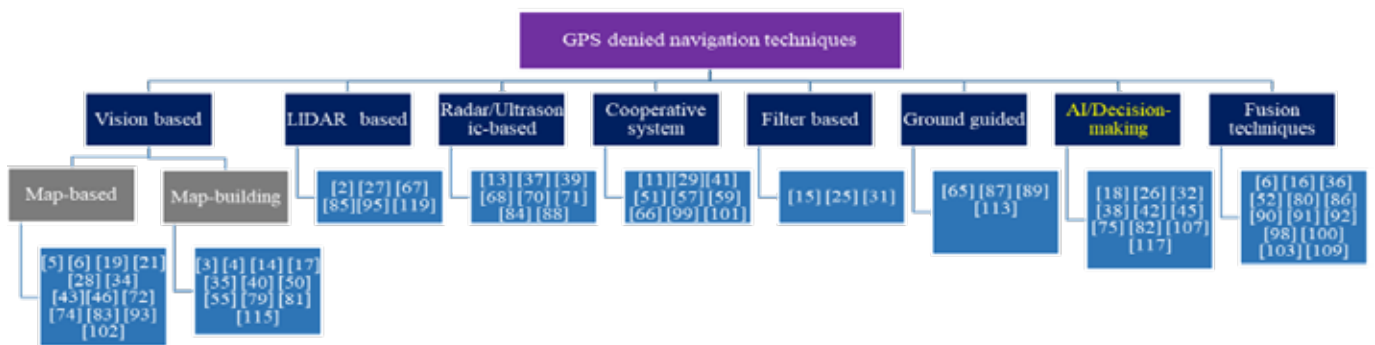 GPS denied navigation techniques
Vision based
LIDAR based
Radar/Ultrason
ic-based
Cooperative
system
Filter based
Ground guided
AI/Decision-
making
Fusion
techniques
Map-based
Map-building
[2] [27] [67]
[85][95] [119]
[13] [37] [39]
[68] [70] [71]
[84] [88]
[11][29][41]
[51] [57] [59]
[66] [99] [101]
[15] [25] [31]
[65] [87] [89]
[113]
[18] [26] [32]
[38] [42] [45]
[75] [82] [107]
[117]
[6] [16] [36]
[52] [80] [86]
[90] [91] [92]
[98] [100]
[103] [109]
[5] [6] [19] [21]
[28] [34]
[43][46] [72]
[74] [83] [93]
[102]
[3] [4] [14] [17]
[35] [40] [50]
[55] [79] [81]
[115]